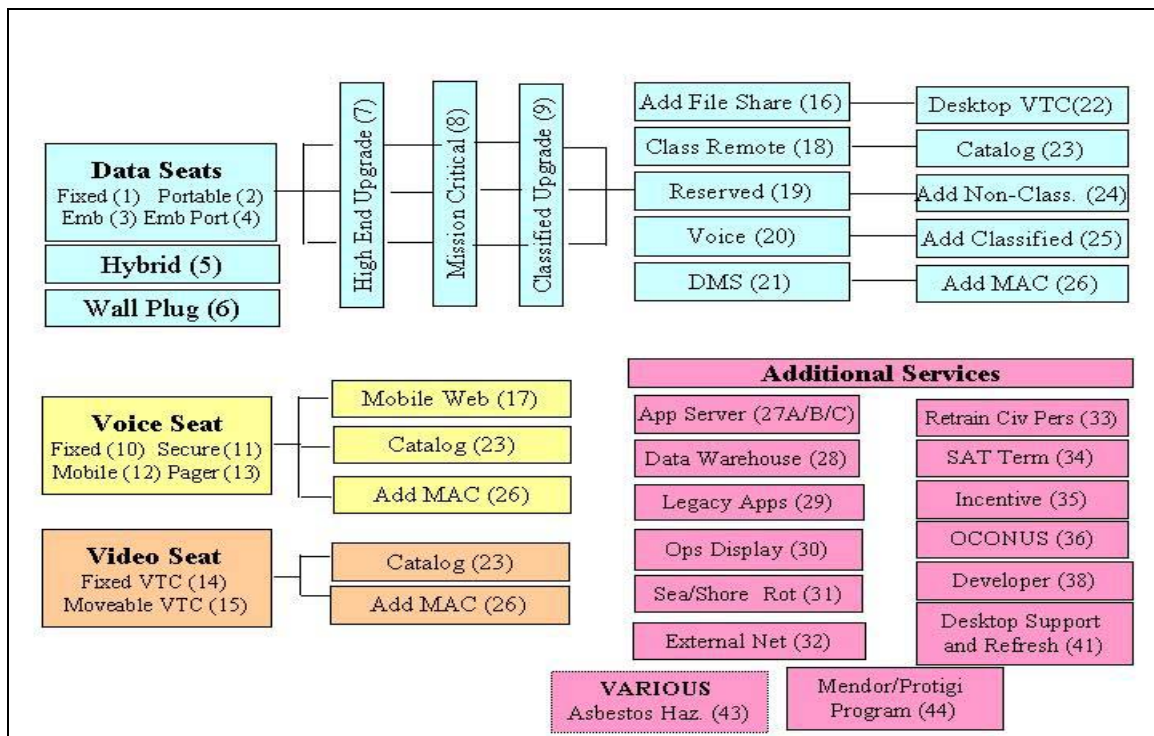 Data Seats
Fixed (1) Portable (2)
Emb (3) Emb Port (4)
Hybrid (5)
Wall Plug (6)
High End Upgrade (7)
Mission Critical (8)
Classified Upgrade (9)
Add File Share (16)
Class Remote (18)
Reserved (19)
Voice (20)
DMS (21)
Desktop VTC(22)
Catalog (23)
Add Non-Class. (24)
Add Classified (25)
Add MAC (26)
Voice Seat
Fixed (10) Secure (11)
Mobile (12) Pager (13)
Mobile Web (17)
Catalog (23)
Add MAC (26)
Video Seat
Fixed VTC (14)
Moveable VTC (15)
Catalog (23)
Add MAC (26)
Additional Services
App Server (27A/B/C)
Data Warehouse (28)
Legacy Apps (29)
Ops Display (30)
Sea/Shore Rot (31)
External Net (32)
Retrain Civ Pers (33)
SAT Term (34)
Incentive (35)
OCONUS (36)
Developer (38)
Desktop Support
and Refresh (41)
VARIOUS
Asbestos Haz. (43)
Mendor/Protigi
Program (44)